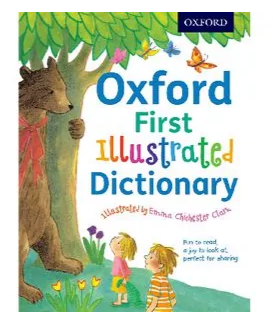 OXFORD
Oxford
First
Illustrated
Dictionary
Illustrated by Emma Chichester Clark
Fun to read,
a joy to look at,
perfect for sharing